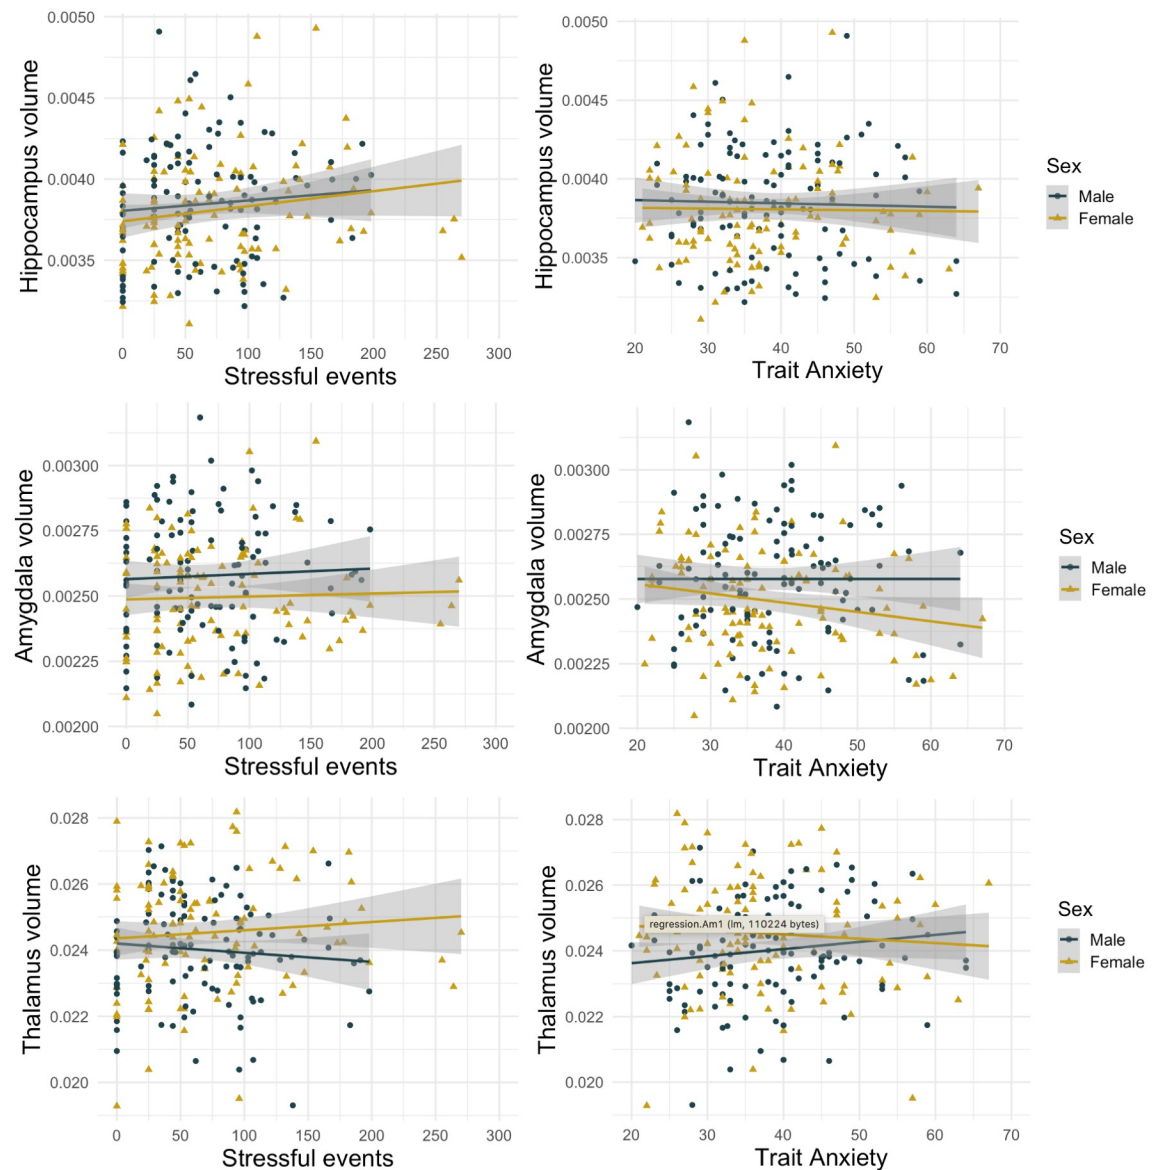 0.0050
0.0045
0.0040
0.0035
Hippocampus volume
0 50 100 150 200 250 300
Stressful events
0.0050
0.0045
0.0040
0.0035
Hippocampus volume
20 30 40 50 60 70
Trait Anxiety
Sex
Male
Female
0.00300
0.00275
0.00250
0.00225
0.00200
Amygdala volume
0 50 100 150 200 250 300
Stressful events
0.00300
0.00275
0.00250
0.00225
0.00200
Amygdala volume
20 30 40 50 60 70
Trait Anxiety
Sex
Male
Female
0.028
0.026
0.024
0.022
0.020
Thalamus volume
0 50 100 150 200 250 300
Stressful events
0.028
0.026
0.024
0.022
0.020
Thalamus volume
regression.Am1 (lm, 110224 bytes)
20 30 40 50 60 70
Trait Anxiety
Sex
Male
Female